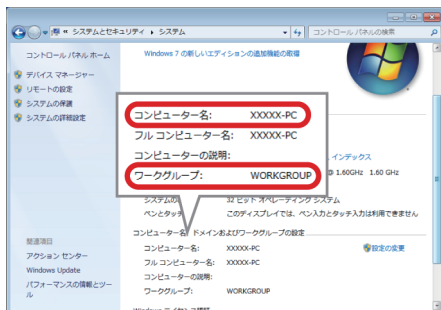 « システムとセキュリティ ▸ システム
コントロール パネルの検索
コントロール パネル ホーム
Windows 7 の新しいエディションの追加機能の取得
デバイス マネージャー
リモートの設定
システムの保護
システムの詳細設定
コンピューター名: XXXXX-PC
フル コンピューター名: XXXXX-PC
コンピューターの説明:
ワークグループ: WORKGROUP
インデックス
1.60GHz 1.60 GHz
システムの
32 ビット オペレーティング システム
ペンとタッチ
このディスプレイでは、ペン入力とタッチ入力は利用できません
コンピューター名、ドメインおよびワークグループの設定
コンピューター名: XXXXX-PC
設定の変更
フル コンピューター名: XXXXX-PC
コンピューターの説明:
ワークグループ: WORKGROUP
関連項目
アクション センター
Windows Update
パフォーマンスの情報とツール